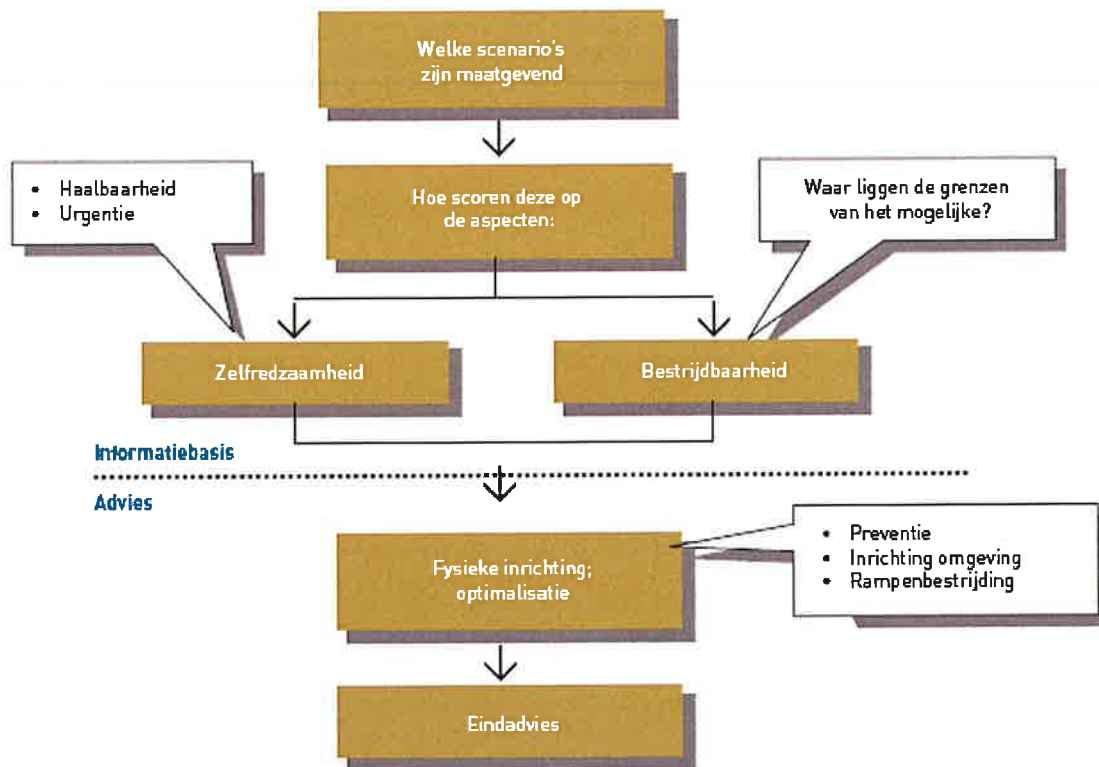 Welke scenario's
zijn maatgevend
• Haalbaarheid
• Urgentie
Hoe scoren deze op
de aspecten:
Waar liggen de grenzen
van het mogelijke?
Zelfredzaamheid
Bestrijdbaarheid
Informatiebasis
Advies
Fysieke inrichting;
optimalisatie
• Preventie
• Inrichting omgeving
• Rampenbestrijding
Eindadvies